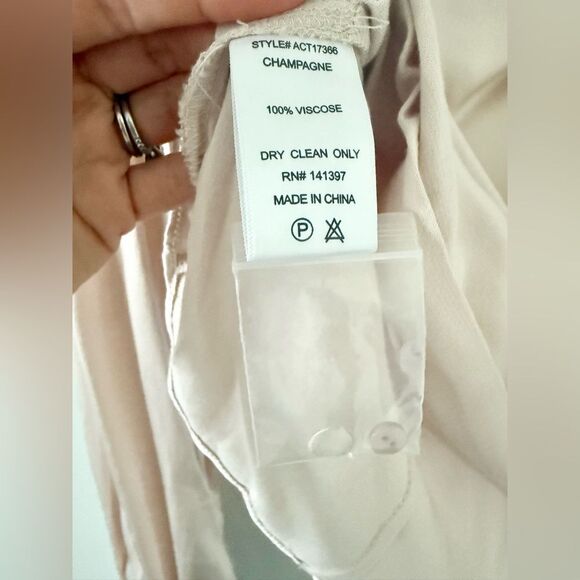 STYLE# ACT17366
CHAMPAGNE
100% VISCOSE
DRY CLEAN ONLY
RN# 141397
MADE IN CHINA
P